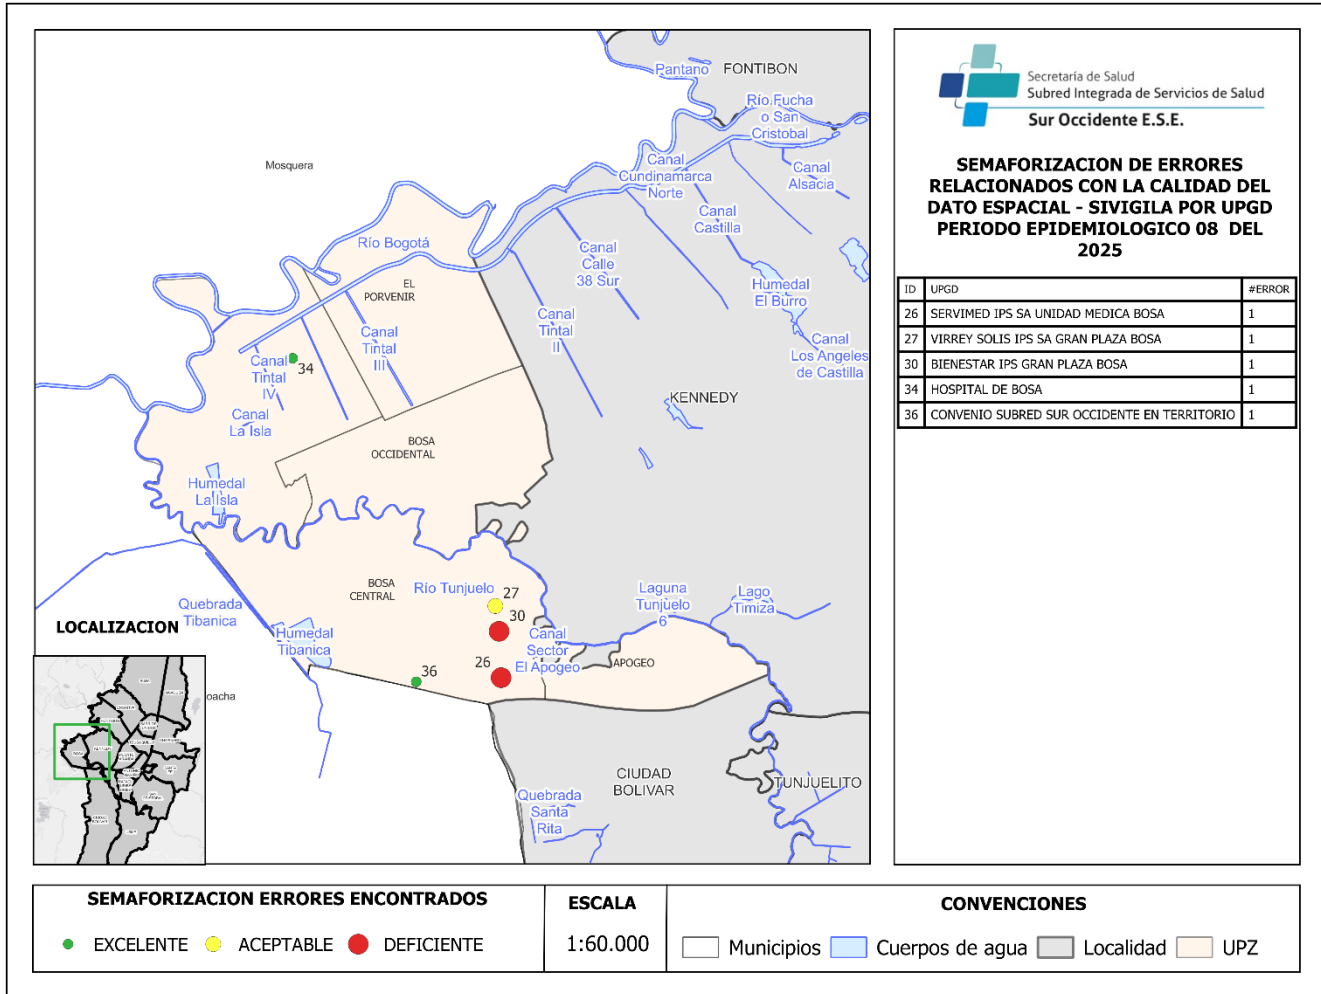 Pantano
FONTIBON
Río Fucha
o San
Cristobal
Mosquera
Canal
Cundinamarca
Norte
Canal
Alsacia
Canal
Castilla
Río Bogotá
Canal
Calle
38 Sur
Humedal
El Burro
EL
PORVENIR
Canal
Tintal
II
Canal
Tintal
III
Canal
Los Angeles
de Castilla
Canal
Tintal
IV
34
Canal
La Isla
KENNEDY
BOSA
OCCIDENTAL
Humedal
La Isla
BOSA
CENTRAL
Río Tunjuelo
27
30
Laguna
Tunjuelo
6
Lago
Timiza
Quebrada
Tibanica
Humedal
Tibanica
Canal
Sector
El Apogeo
APOGEO
36
26
LOCALIZACION
oacha
CIUDAD
BOLIVAR
TUNJUELITO
Quebrada
Santa
Rita
Secretaría de Salud
Subred Integrada de Servicios de Salud
Sur Occidente E.S.E.
SEMAFORIZACION DE ERRORES
RELACIONADOS CON LA CALIDAD DEL
DATO ESPACIAL - SIVIGILA POR UPGD
PERIODO EPIDEMIOLOGICO 08 DEL
2025
ID UPGD #ERROR
26 SERVIMED IPS SA UNIDAD MEDICA BOSA 1
27 VIRREY SOLIS IPS SA GRAN PLAZA BOSA 1
30 BIENESTAR IPS GRAN PLAZA BOSA 1
34 HOSPITAL DE BOSA 1
36 CONVENIO SUBRED SUR OCCIDENTE EN TERRITORIO 1
SEMAFORIZACION ERRORES ENCONTRADOS
EXCELENTE ACEPTABLE DEFICIENTE
ESCALA
1:60.000
CONVENCIONES
Municipios Cuerpos de agua Localidad UPZ